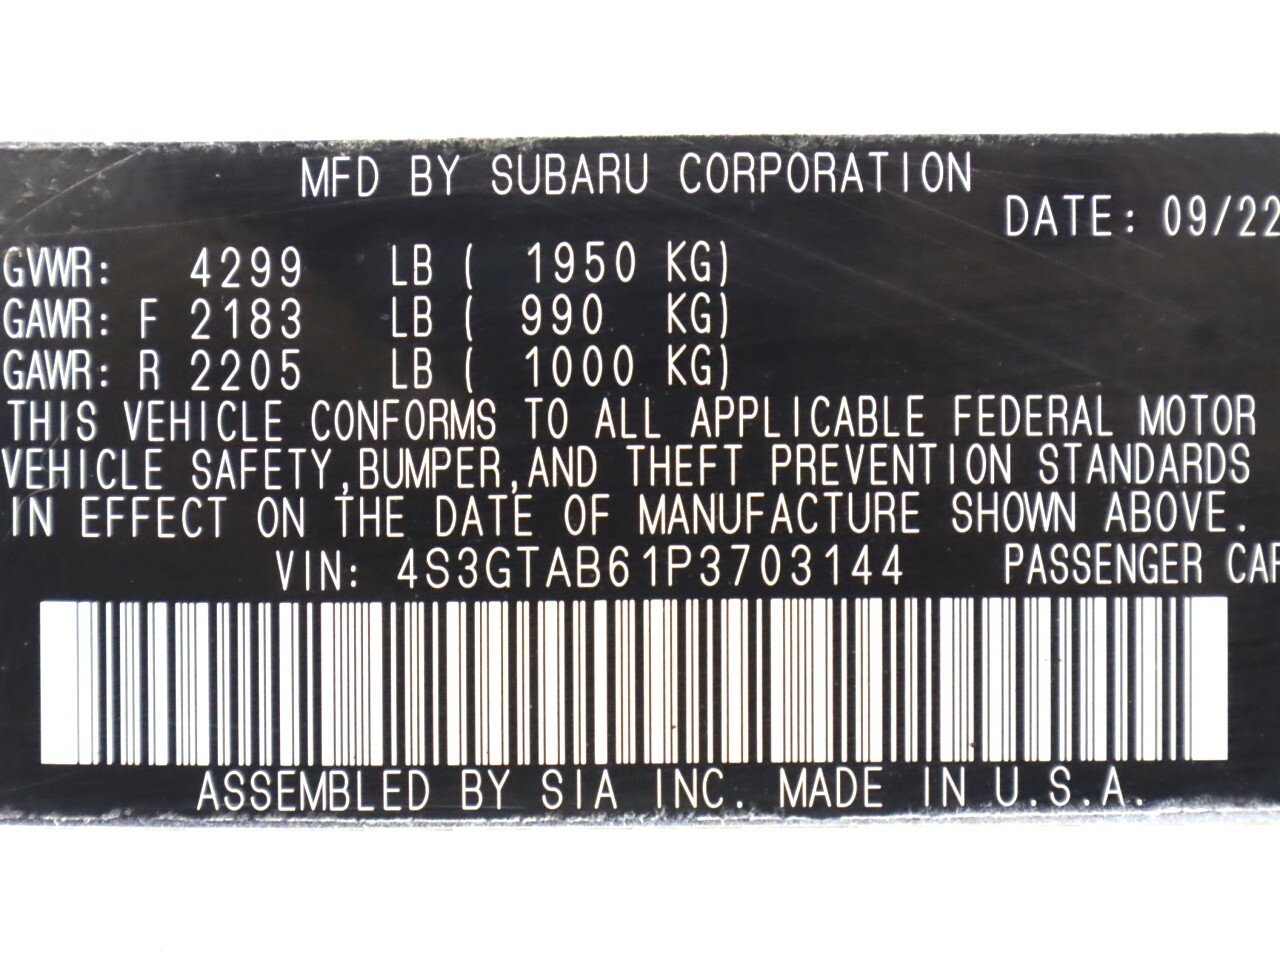 MFD BY SUBARU CORPORATION
DATE: 09/22
GVWR: 4299 LB ( 1950 KG)
GAWR: F 2183 LB ( 990 KG)
GAWR: R 2205 LB ( 1000 KG)
THIS VEHICLE CONFORMS TO ALL APPLICABLE FEDERAL MOTOR
VEHICLE SAFETY,BUMPER,AND THEFT PREVENTION STANDARDS
IN EFFECT ON THE DATE OF MANUFACTURE SHOWN ABOVE.
VIN: 4S3GTAB61P3703144 PASSENGER CAR
ASSEMBLED BY SIA INC. MADE IN U.S.A.